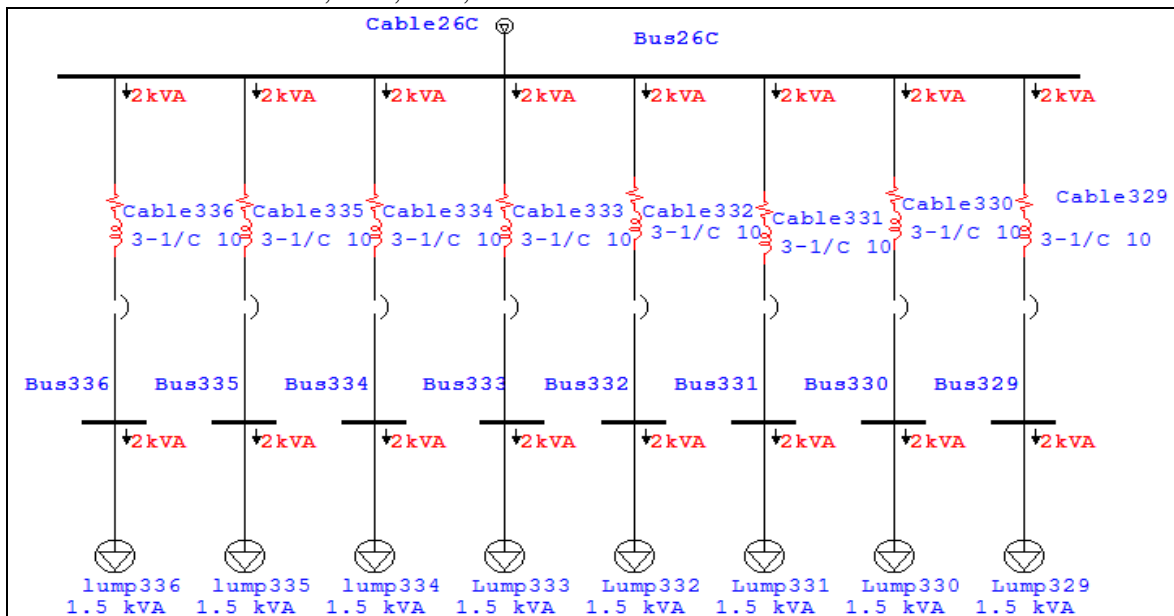 Cable26C
Bus26C
2kVA 2kVA 2kVA 2kVA 2kVA 2kVA 2kVA 2kVA
Cable336 Cable335 Cable334 Cable333 Cable332 Cable331 Cable330 Cable329
3-1/C 10 3-1/C 10 3-1/C 10 3-1/C 10 3-1/C 10 3-1/C 10 3-1/C 10 3-1/C 10
Bus336 Bus335 Bus334 Bus333 Bus332 Bus331 Bus330 Bus329
2kVA 2kVA 2kVA 2kVA 2kVA 2kVA 2kVA 2kVA
lump336 lump335 lump334 Lump333 Lump332 Lump331 Lump330 Lump329
1.5 kVA 1.5 kVA 1.5 kVA 1.5 kVA 1.5 kVA 1.5 kVA 1.5 kVA 1.5 kVA